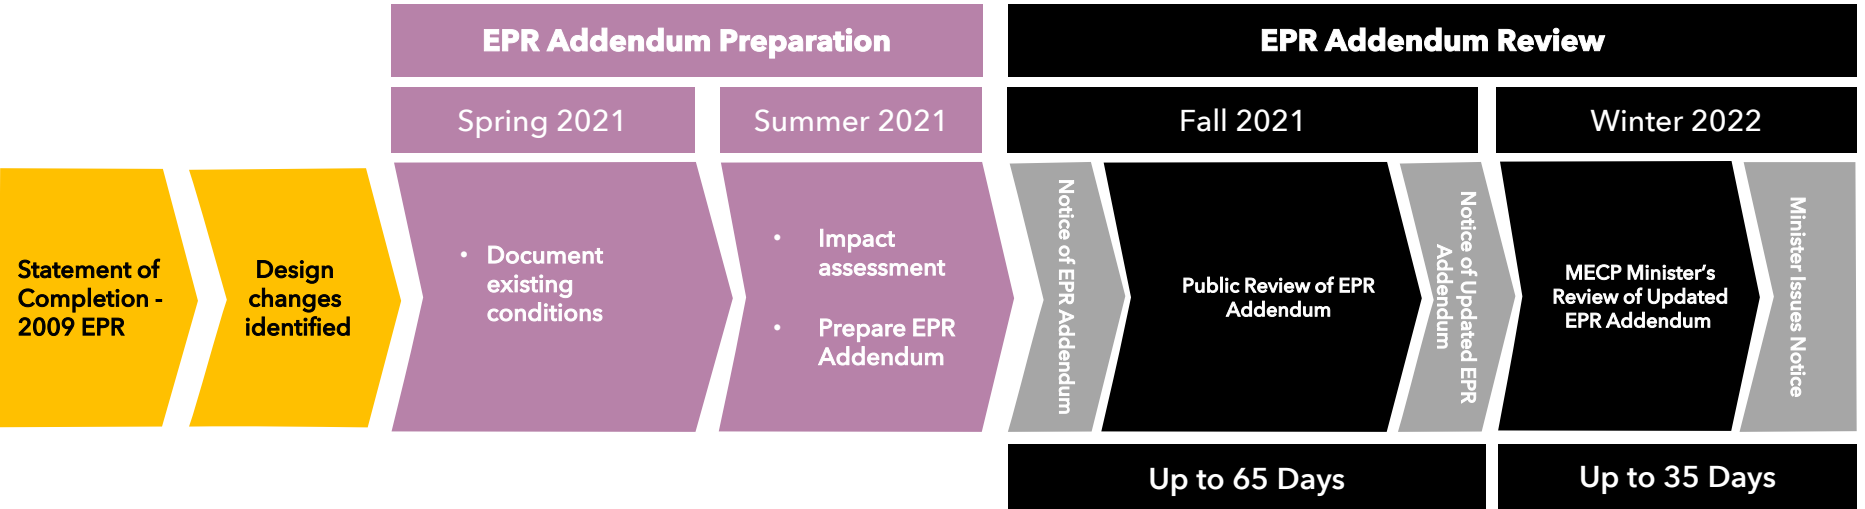 EPR Addendum Preparation
EPR Addendum Review
Spring 2021
Summer 2021
Fall 2021
Winter 2022
Statement of
Completion -
2009 EPR
Design
changes
identified
• Document
existing
conditions
• Impact
assessment
• Prepare EPR
Addendum
Notice of EPR Addendum
Public Review of EPR
Addendum
Notice of Updated EPR
Addendum
MECP Minister’s
Review of Updated
EPR Addendum
Minister Issues Notice
Up to 65 Days
Up to 35 Days